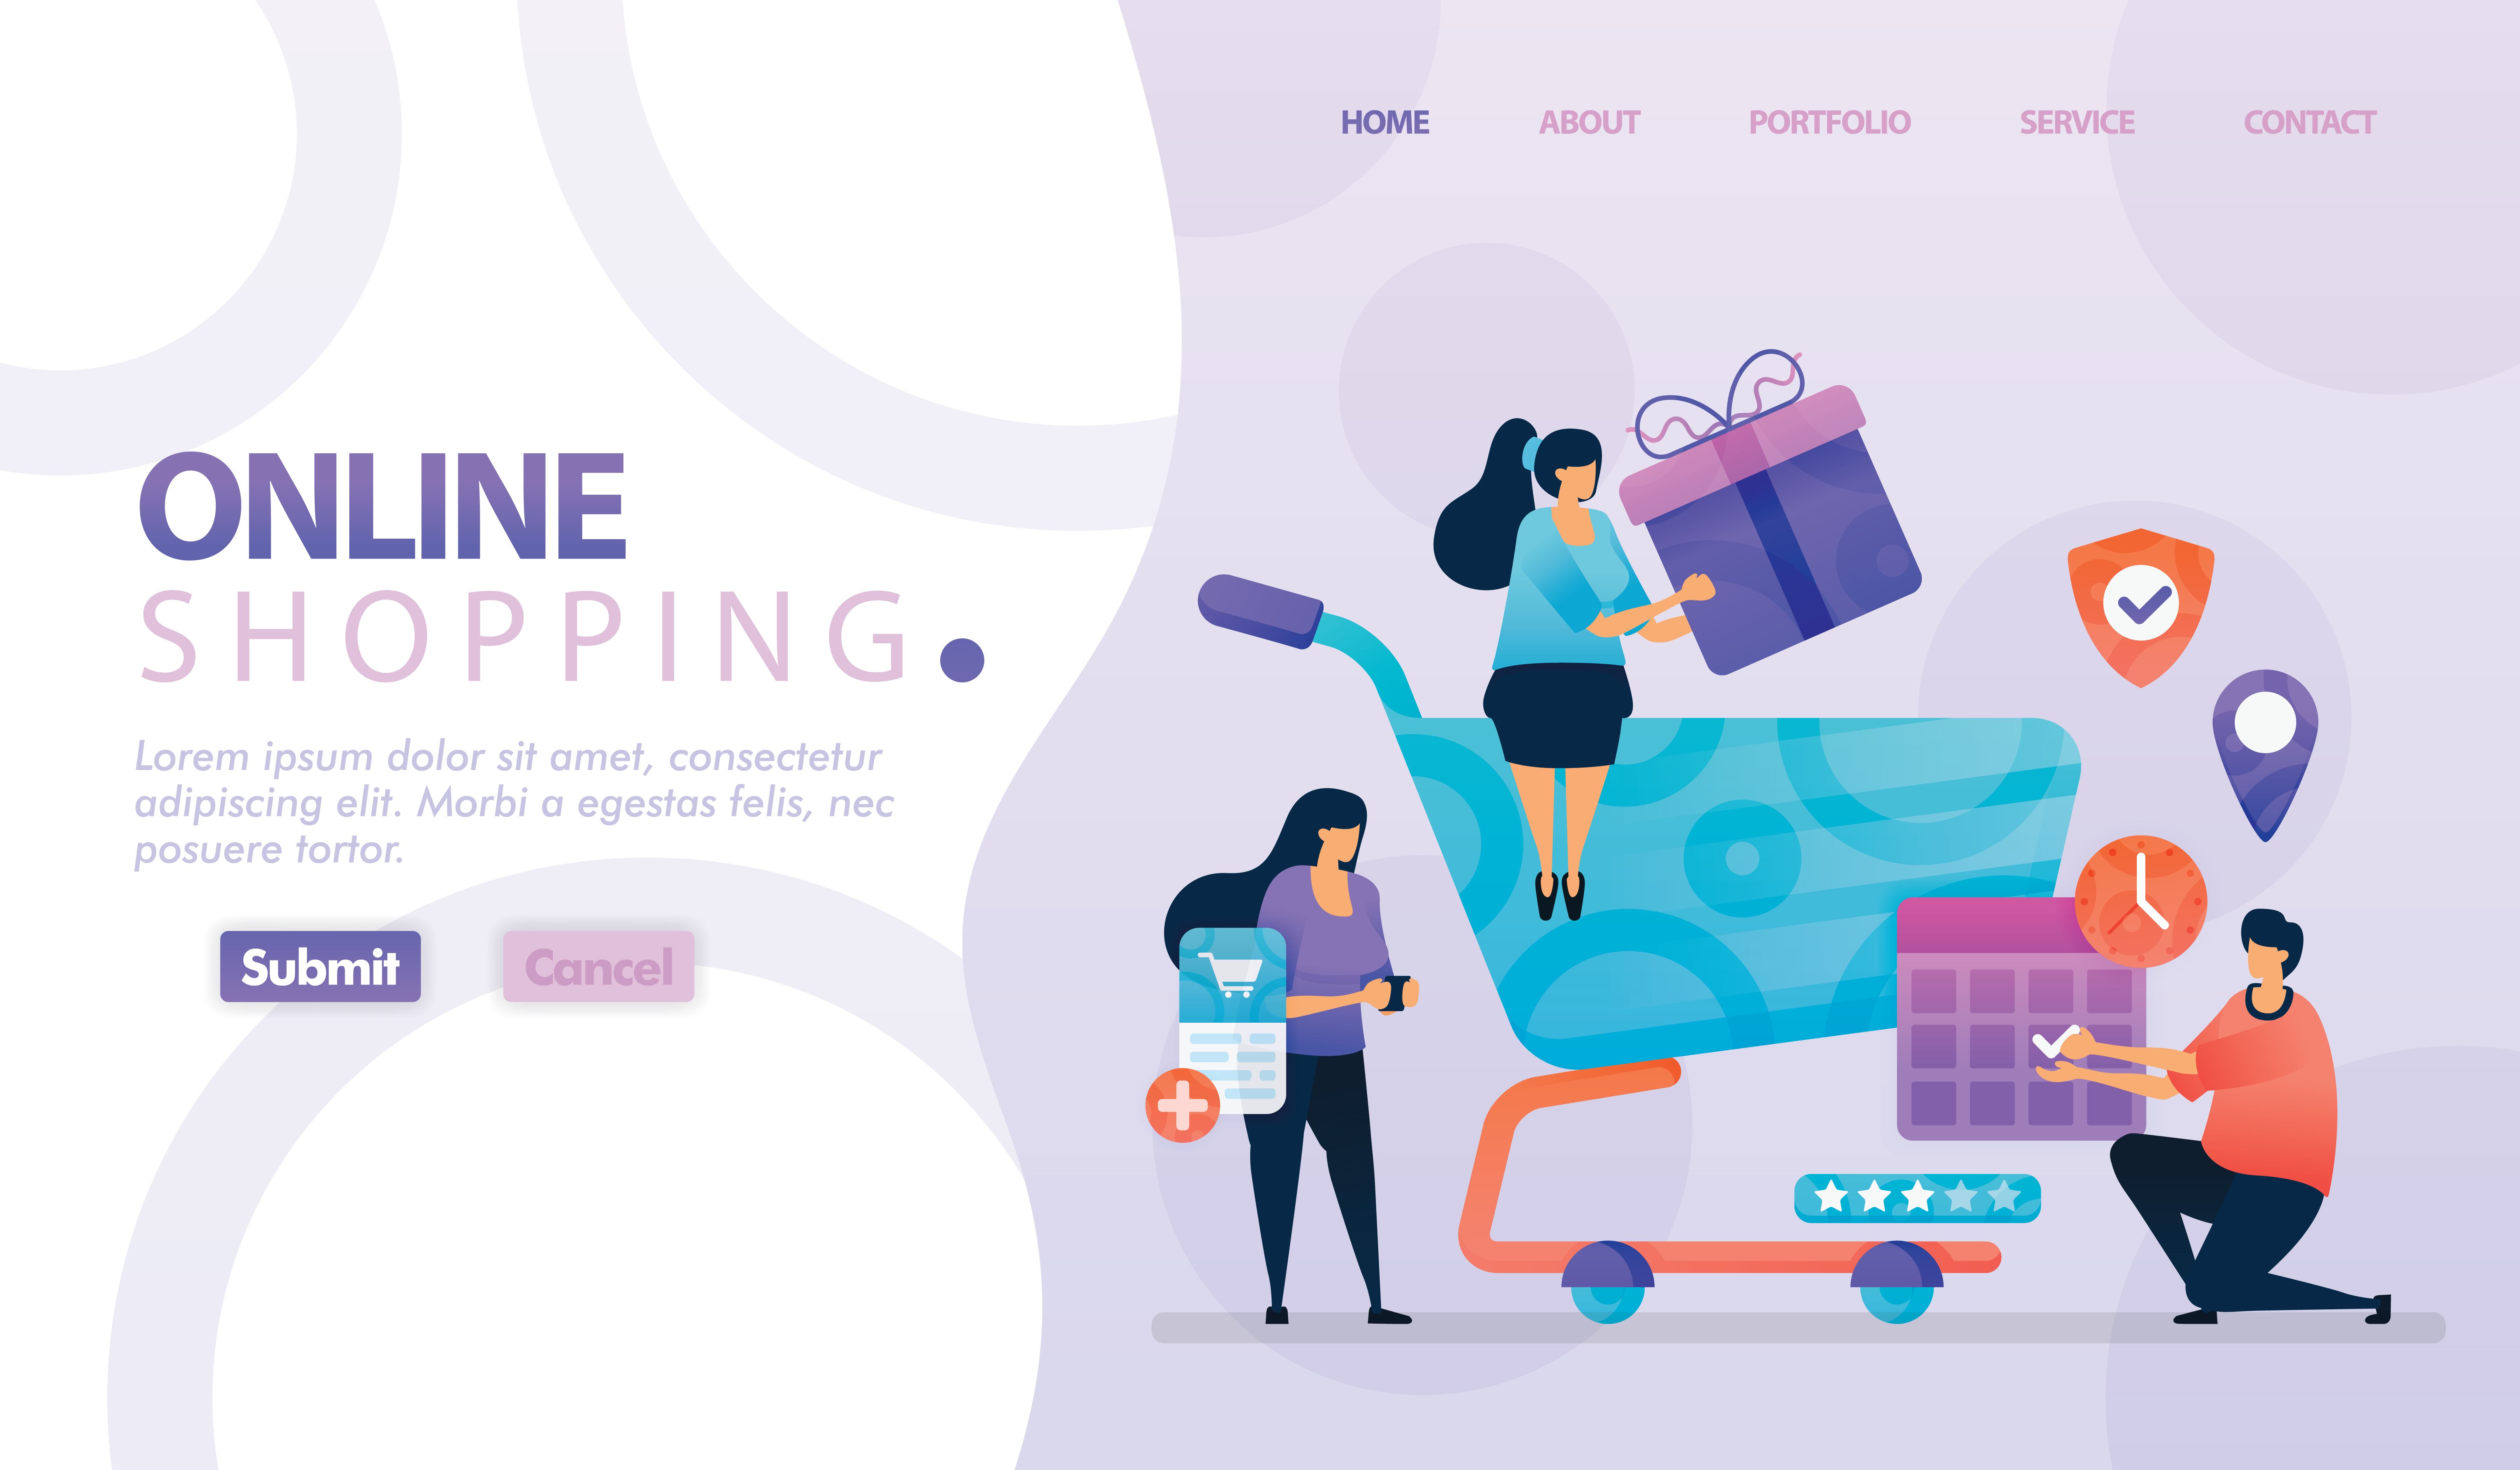 HOME ABOUT PORTFOLIO SERVICE CONTACT
ONLINE
SHOPPING.
Lorem ipsum dolor sit amet, consectetur
adipiscing elit. Morbi a egestas felis, nec
posuere tortor.
Submit Cancel